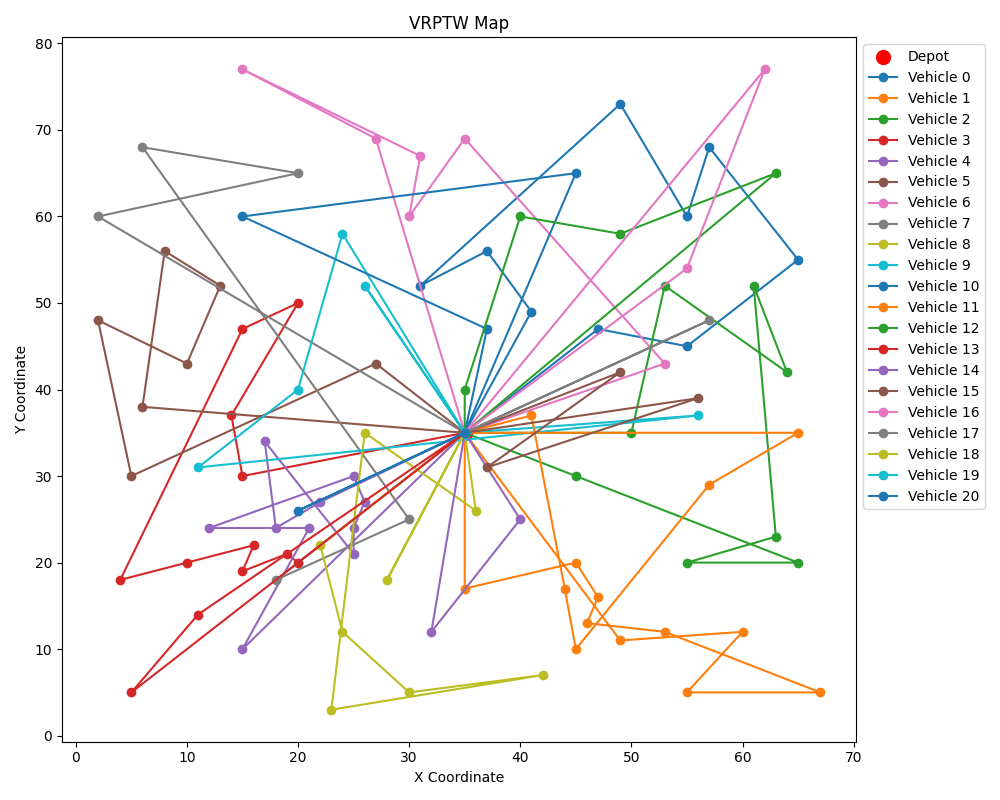 VRPTW Map
80
70
60
50
40
30
20
10
0
Y Coordinate
0 10 20 30 40 50 60 70
X Coordinate
Depot
Vehicle 0
Vehicle 1
Vehicle 2
Vehicle 3
Vehicle 4
Vehicle 5
Vehicle 6
Vehicle 7
Vehicle 8
Vehicle 9
Vehicle 10
Vehicle 11
Vehicle 12
Vehicle 13
Vehicle 14
Vehicle 15
Vehicle 16
Vehicle 17
Vehicle 18
Vehicle 19
Vehicle 20